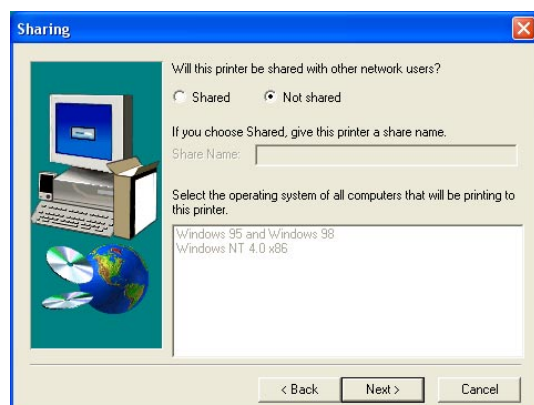 Sharing
Will this printer be shared with other network users?
Shared Not shared
If you choose Shared, give this printer a share name.
Share Name:
Select the operating system of all computers that will be printing to
this printer.
Windows 95 and Windows 98
Windows NT 4.0 x86
< Back Next > Cancel